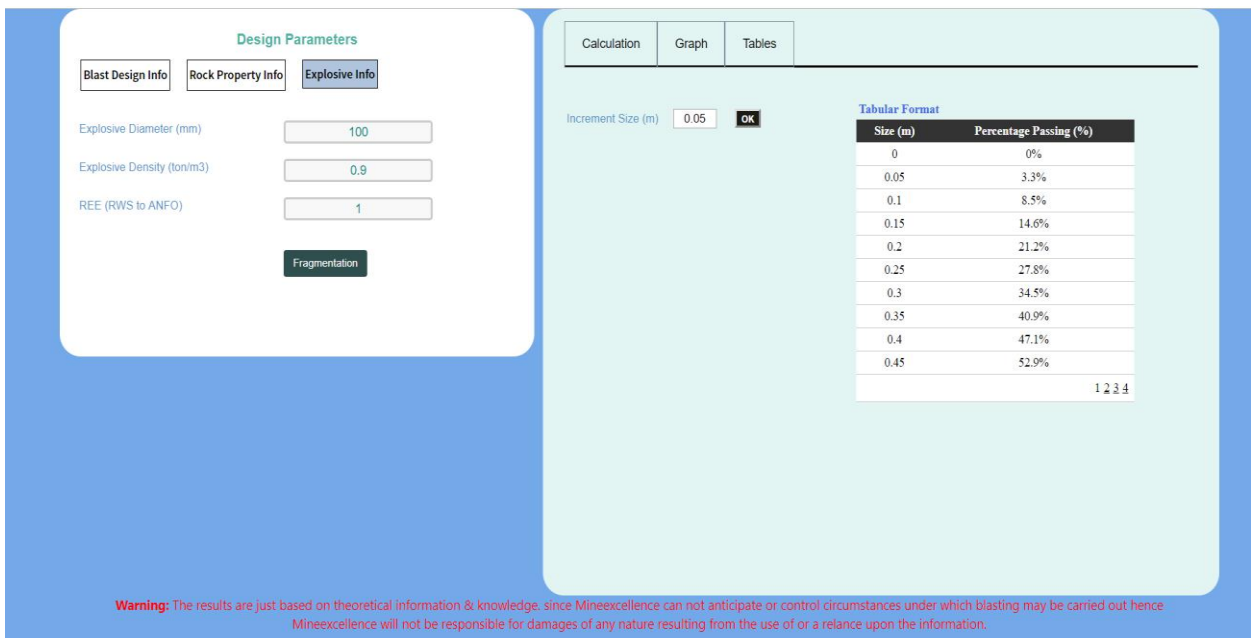 Design Parameters
Blast Design Info Rock Property Info Explosive Info
Explosive Diameter (mm) 100
Explosive Density (ton/m3) 0.9
REE (RWS to ANFO) 1
Fragmentation
Calculation Graph Tables
Increment Size (m) 0.05 OK
Tabular Format
Size (m) Percentage Passing (%)
0 0%
0.05 3.3%
0.1 8.5%
0.15 14.6%
0.2 21.2%
0.25 27.8%
0.3 34.5%
0.35 40.9%
0.4 47.1%
0.45 52.9%
1 2 3 4
Warning: The results are just based on theoretical information & knowledge. since Mineexcellence can not anticipate or control circumstances under which blasting may be carried out hence
Mineexcellence will not be responsible for damages of any nature resulting from the use of or a relance upon the information.